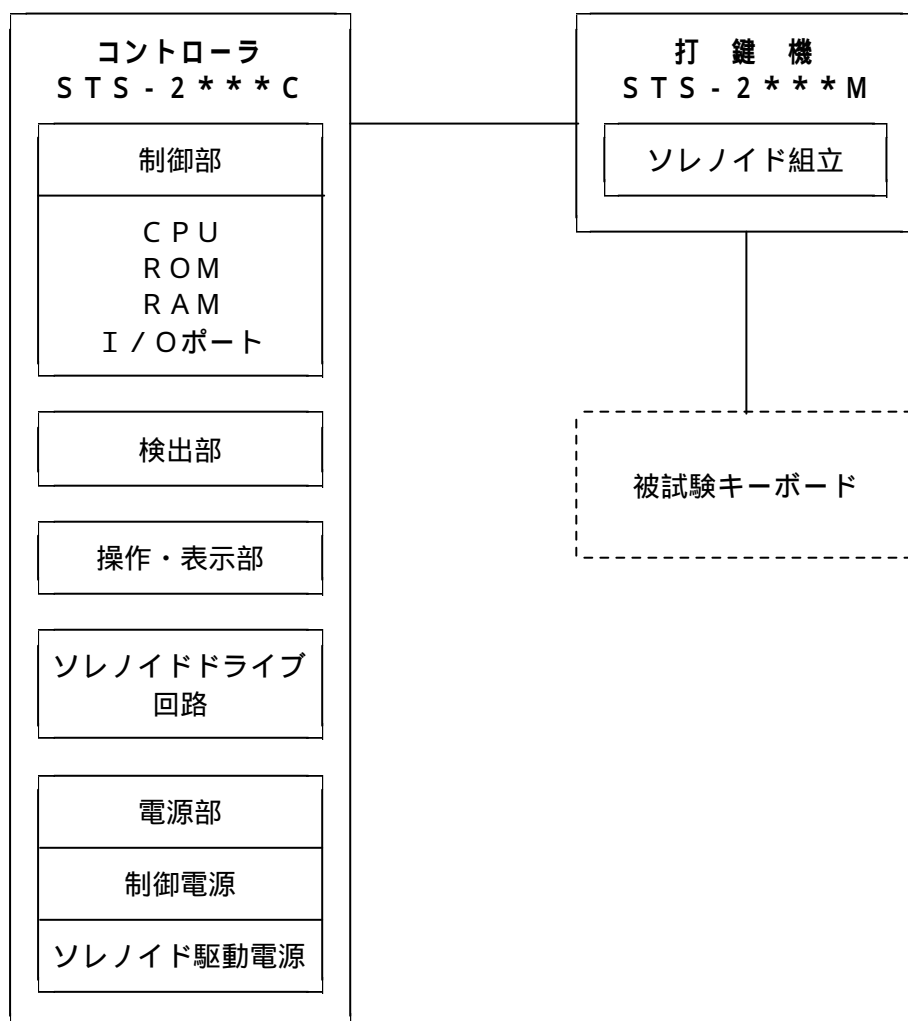 コントローラ
ＳＴＳ-２＊＊＊Ｃ
制御部
ＣＰＵ
ＲＯＭ
ＲＡＭ
Ｉ/Ｏポート
検出部
操作・表示部
ソレノイドドライブ
回路
電源部
制御電源
ソレノイド駆動電源
打　鍵　機
ＳＴＳ-２＊＊＊Ｍ
ソレノイド組立
被試験キーボード